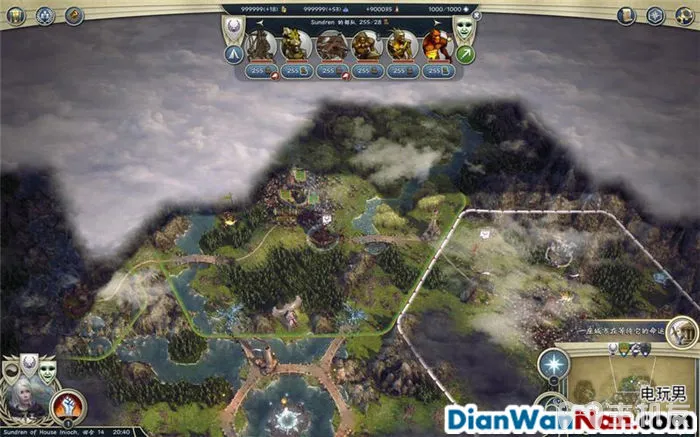 999999(+18) 999999(+53) +900035 1000/1000
Sundren 的部队 255/28
255 255 255 255 255 255
一座城市在等待它的命运
Sundren of House Inioch, 回合 14 20:40
电玩男
DianWanNan.com